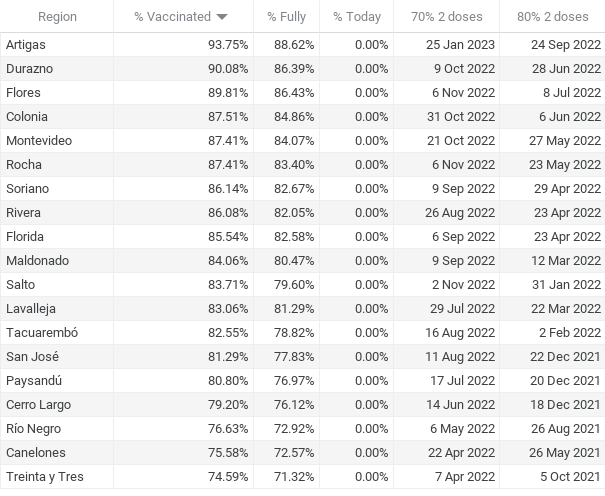 Region % Vaccinated % Fully % Today 70% 2 doses 80% 2 doses
Artigas 93.75% 88.62% 0.00% 25 Jan 2023 24 Sep 2022
Durazno 90.08% 86.39% 0.00% 9 Oct 2022 28 Jun 2022
Flores 89.81% 86.43% 0.00% 6 Nov 2022 8 Jul 2022
Colonia 87.51% 84.86% 0.00% 31 Oct 2022 6 Jun 2022
Montevideo 87.41% 84.07% 0.00% 21 Oct 2022 27 May 2022
Rocha 87.41% 83.40% 0.00% 6 Nov 2022 23 May 2022
Soriano 86.14% 82.67% 0.00% 9 Sep 2022 29 Apr 2022
Rivera 86.08% 82.05% 0.00% 26 Aug 2022 23 Apr 2022
Florida 85.54% 82.58% 0.00% 6 Sep 2022 23 Apr 2022
Maldonado 84.06% 80.47% 0.00% 9 Sep 2022 12 Mar 2022
Salto 83.71% 79.60% 0.00% 2 Nov 2022 31 Jan 2022
Lavalleja 83.06% 81.29% 0.00% 29 Jul 2022 22 Mar 2022
Tacuarembó 82.55% 78.82% 0.00% 16 Aug 2022 2 Feb 2022
San José 81.29% 77.83% 0.00% 11 Aug 2022 22 Dec 2021
Paysandú 80.80% 76.97% 0.00% 17 Jul 2022 20 Dec 2021
Cerro Largo 79.20% 76.12% 0.00% 14 Jun 2022 18 Dec 2021
Río Negro 76.63% 72.92% 0.00% 6 May 2022 26 Aug 2021
Canelones 75.58% 72.57% 0.00% 22 Apr 2022 26 May 2021
Treinta y Tres 74.59% 71.32% 0.00% 7 Apr 2022 5 Oct 2021